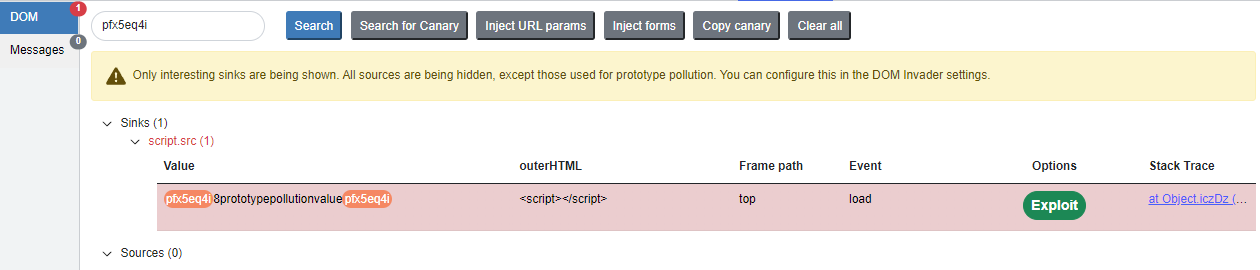 DOM 1
pfx5eq4i Search Search for Canary Inject URL params Inject forms Copy canary Clear all
Messages 0
Only interesting sinks are being shown. All sources are being hidden, except those used for prototype pollution. You can configure this in the DOM Invader settings.
Sinks (1)
script.src (1)
Value outerHTML Frame path Event Options Stack Trace
pfx5eq4i8prototypepollutionvaluepfx5eq4i <script></script> top load Exploit at Object.iczDz (...
Sources (0)